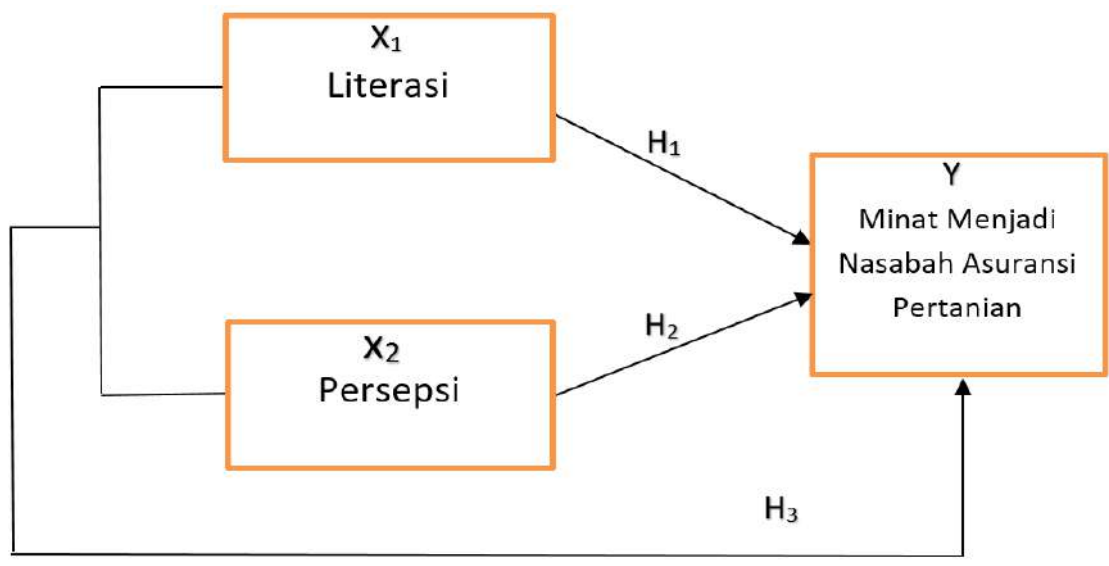 X₁
Literasi
H₁
Y
Minat Menjadi
Nasabah Asuransi
Pertanian
H₂
X₂
Persepsi
H₃